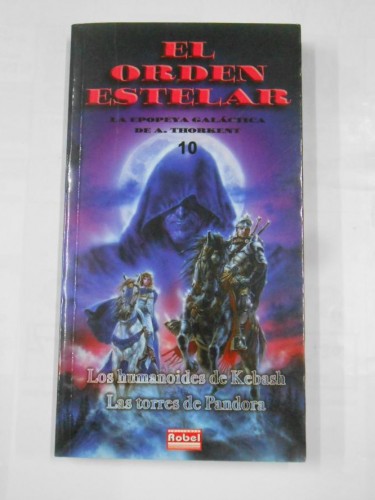 EL
ORDEN
ESTELAR
LA EPOPEYA GALÁCTICA
DE A. THORKENT
10
Los humanoides de Kebash
Las torres de Pandora
Robel